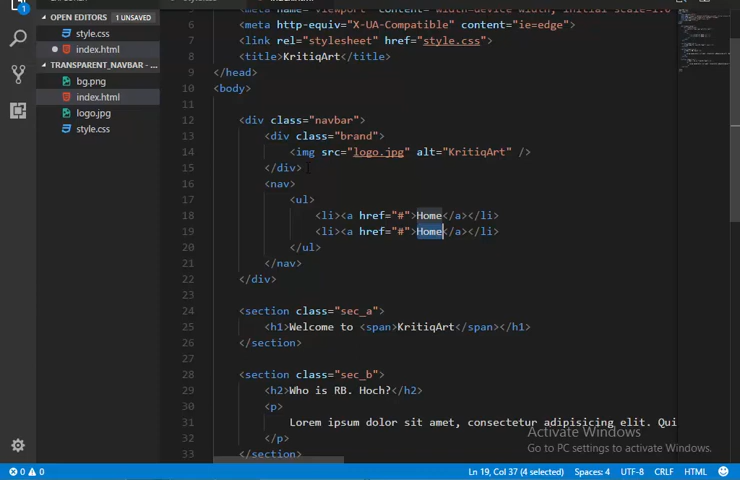 OPEN EDITORS 1 UNSAVED
style.css
index.html
TRANSPARENT_NAVBAR - ...
bg.png
index.html
logo.jpg
style.css
6 <meta http-equiv="X-UA-Compatible" content="ie=edge">
7 <link rel="stylesheet" href="style.css">
8 <title>KritiqArt</title>
9 </head>
10 <body>
11
12 <div class="navbar">
13 <div class="brand">
14 <img src="logo.jpg" alt="KritiqArt" />
15 </div>
16 <nav>
17 <ul>
18 <li><a href="#">Home</a></li>
19 <li><a href="#">Home</a></li>
20 </ul>
21 </nav>
22 </div>
23
24 <section class="sec_a">
25 <h1>Welcome to <span>KritiqArt</span></h1>
26 </section>
27
28 <section class="sec_b">
29 <h2>Who is RB. Hoch?</h2>
30 <p>
31 Lorem ipsum dolor sit amet, consectetur adipisicing elit. Qui
32 </p>
33 </section>
Activate Windows
Go to PC settings to activate Windows.
1
0 0 Ln 19, Col 37 (4 selected) Spaces: 4 UTF-8 CRLF HTML